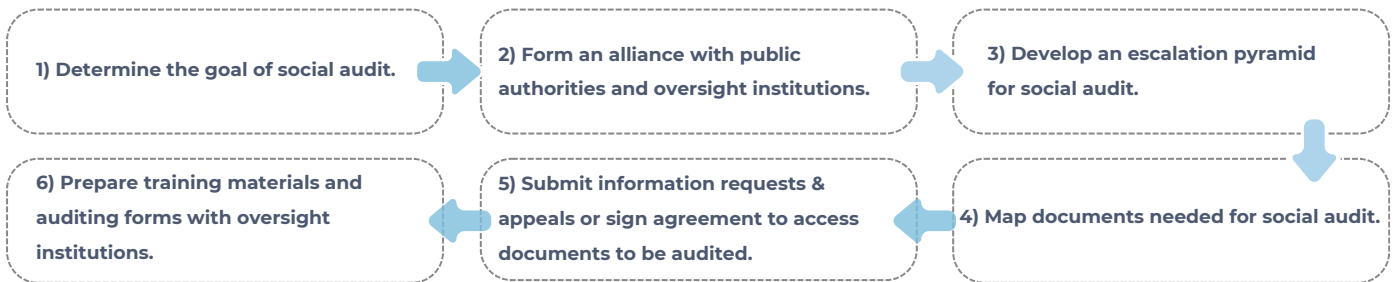 1) Determine the goal of social audit.
2) Form an alliance with public
authorities and oversight institutions.
3) Develop an escalation pyramid
for social audit.
4) Map documents needed for social audit.
5) Submit information requests &
appeals or sign agreement to access
documents to be audited.
6) Prepare training materials and
auditing forms with oversight
institutions.